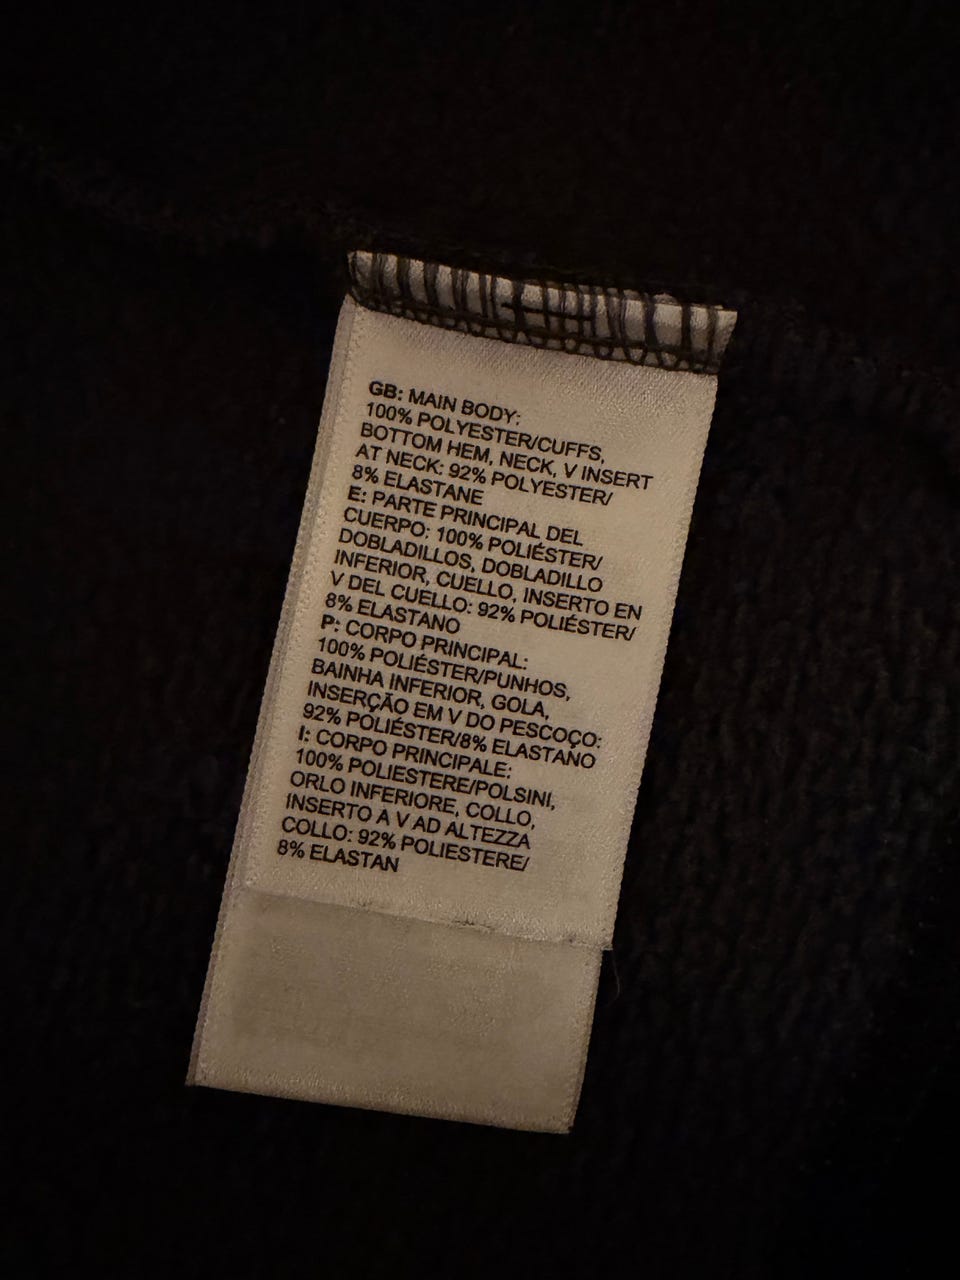 GB: MAIN BODY:
100% POLYESTER/CUFFS,
BOTTOM HEM, NECK, V INSERT
AT NECK: 92% POLYESTER/
8% ELASTANE
E: PARTE PRINCIPAL DEL
CUERPO: 100% POLIÉSTER/
DOBLADILLOS, DOBLADILLO
INFERIOR, CUELLO, INSERTO EN
V DEL CUELLO: 92% POLIÉSTER/
8% ELASTANO
P: CORPO PRINCIPAL:
100% POLIÉSTER/PUNHOS,
BAINHA INFERIOR, GOLA,
INSERÇÃO EM V DO PESCOÇO:
92% POLIÉSTER/8% ELASTANO
I: CORPO PRINCIPALE:
100% POLIESTERE/POLSINI,
ORLO INFERIORE, COLLO,
INSERTO A V AD ALTEZZA
COLLO: 92% POLIESTERE/
8% ELASTAN